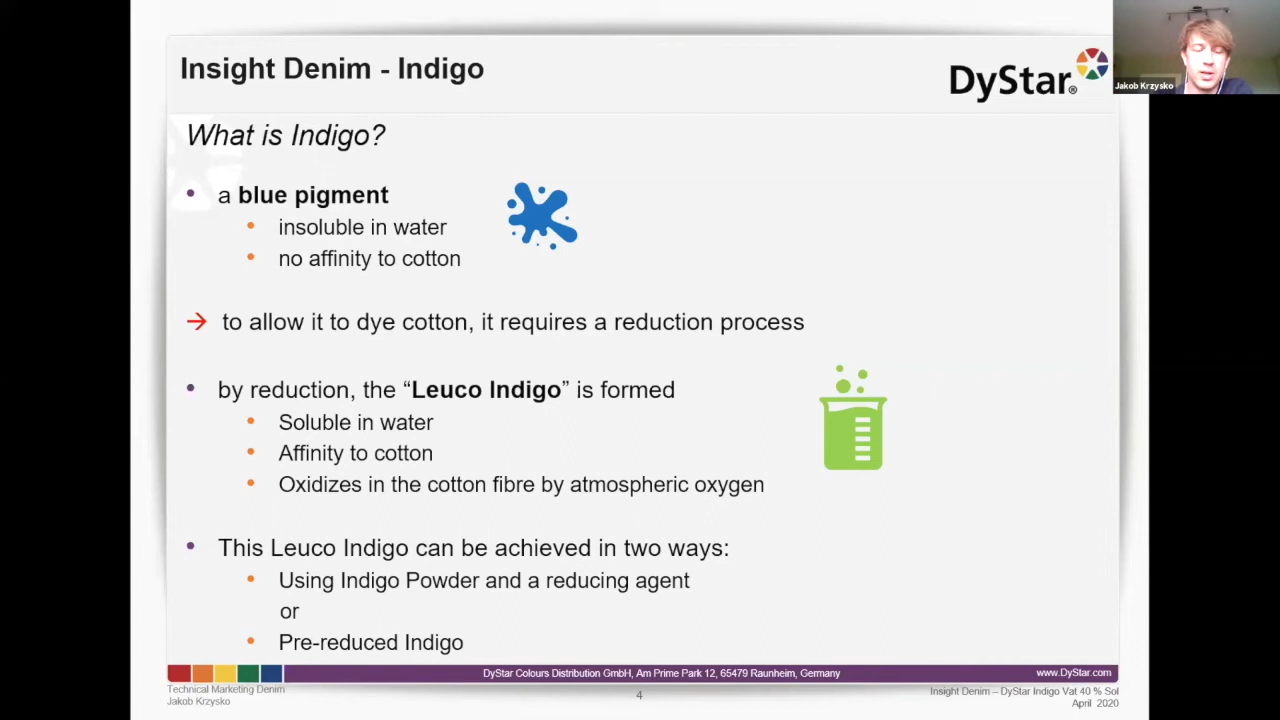 Insight Denim - Indigo
DyStar®
Jakob Krzysko
What is Indigo?
• a blue pigment
• insoluble in water
• no affinity to cotton
→ to allow it to dye cotton, it requires a reduction process
• by reduction, the “Leuco Indigo” is formed
• Soluble in water
• Affinity to cotton
• Oxidizes in the cotton fibre by atmospheric oxygen
• This Leuco Indigo can be achieved in two ways:
• Using Indigo Powder and a reducing agent
or
• Pre-reduced Indigo
DyStar Colours Distribution GmbH, Am Prime Park 12, 65479 Raunheim, Germany
www.DyStar.com
Technical Marketing Denim
Jakob Krzysko
4
Insight Denim – DyStar Indigo Vat 40 % Sol
April 2020